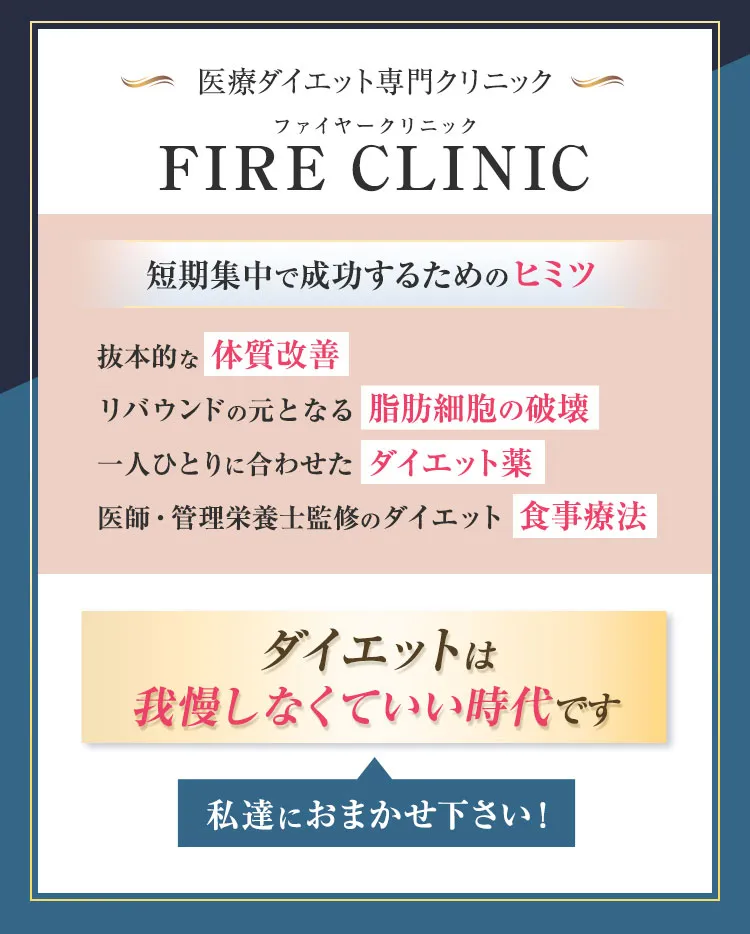 医療ダイエット専門クリニック
ファイヤークリニック
FIRE CLINIC
短期集中で成功するためのヒミツ
抜本的な 体質改善
リバウンドの元となる 脂肪細胞の破壊
一人ひとりに合わせた ダイエット薬
医師・管理栄養士監修のダイエット 食事療法
ダイエットは
我慢しなくていい時代です
私達におまかせ下さい!